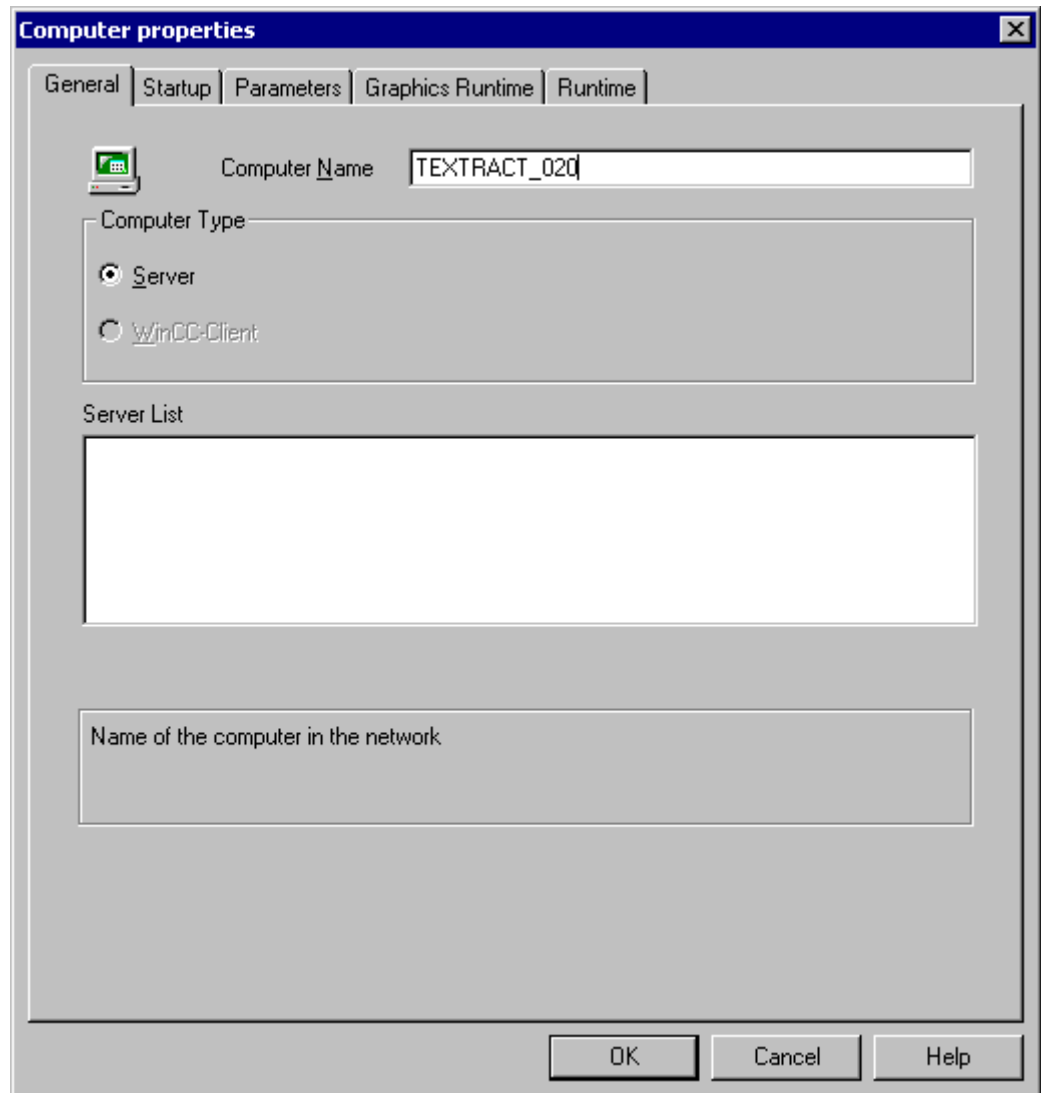 Computer properties
General Startup Parameters Graphics Runtime Runtime
Computer Name TEXTRACT_020
Computer Type
Server
WinCC-Client
Server List
Name of the computer in the network
OK Cancel Help